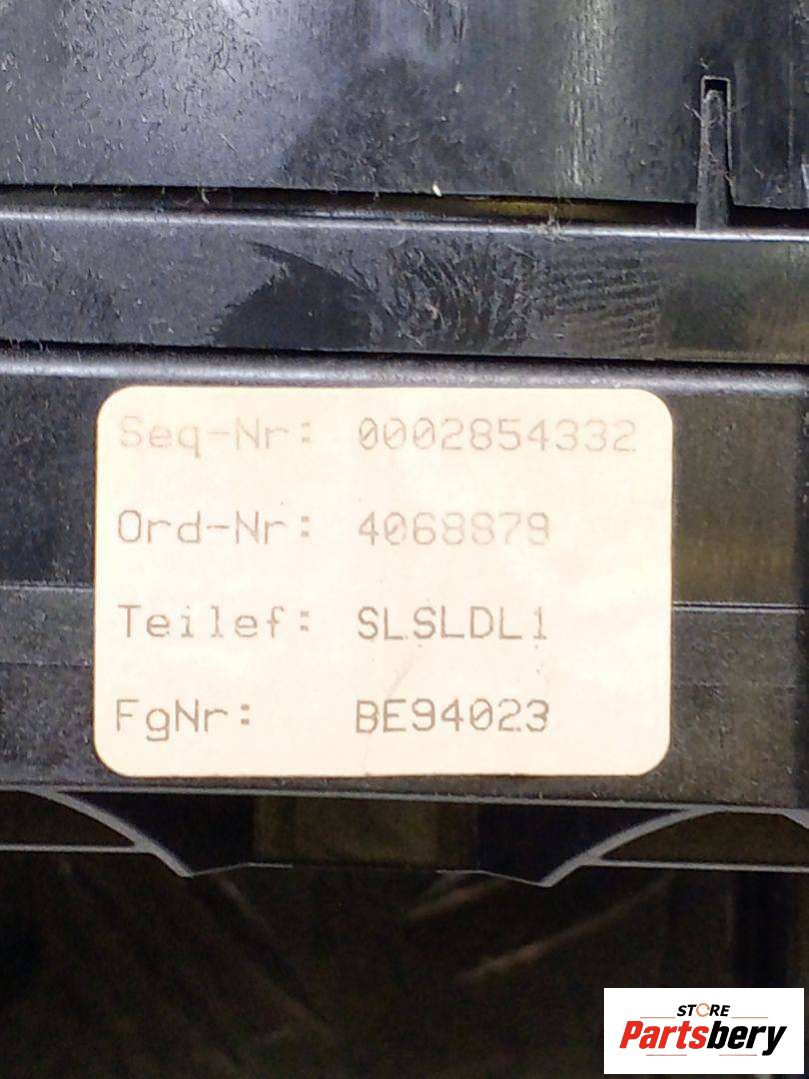 Seq-Nr: 0002854332
Ord-Nr: 4068879
Teilef: SLSLDL1
FgNr: BE94023
STORE
Partsbery